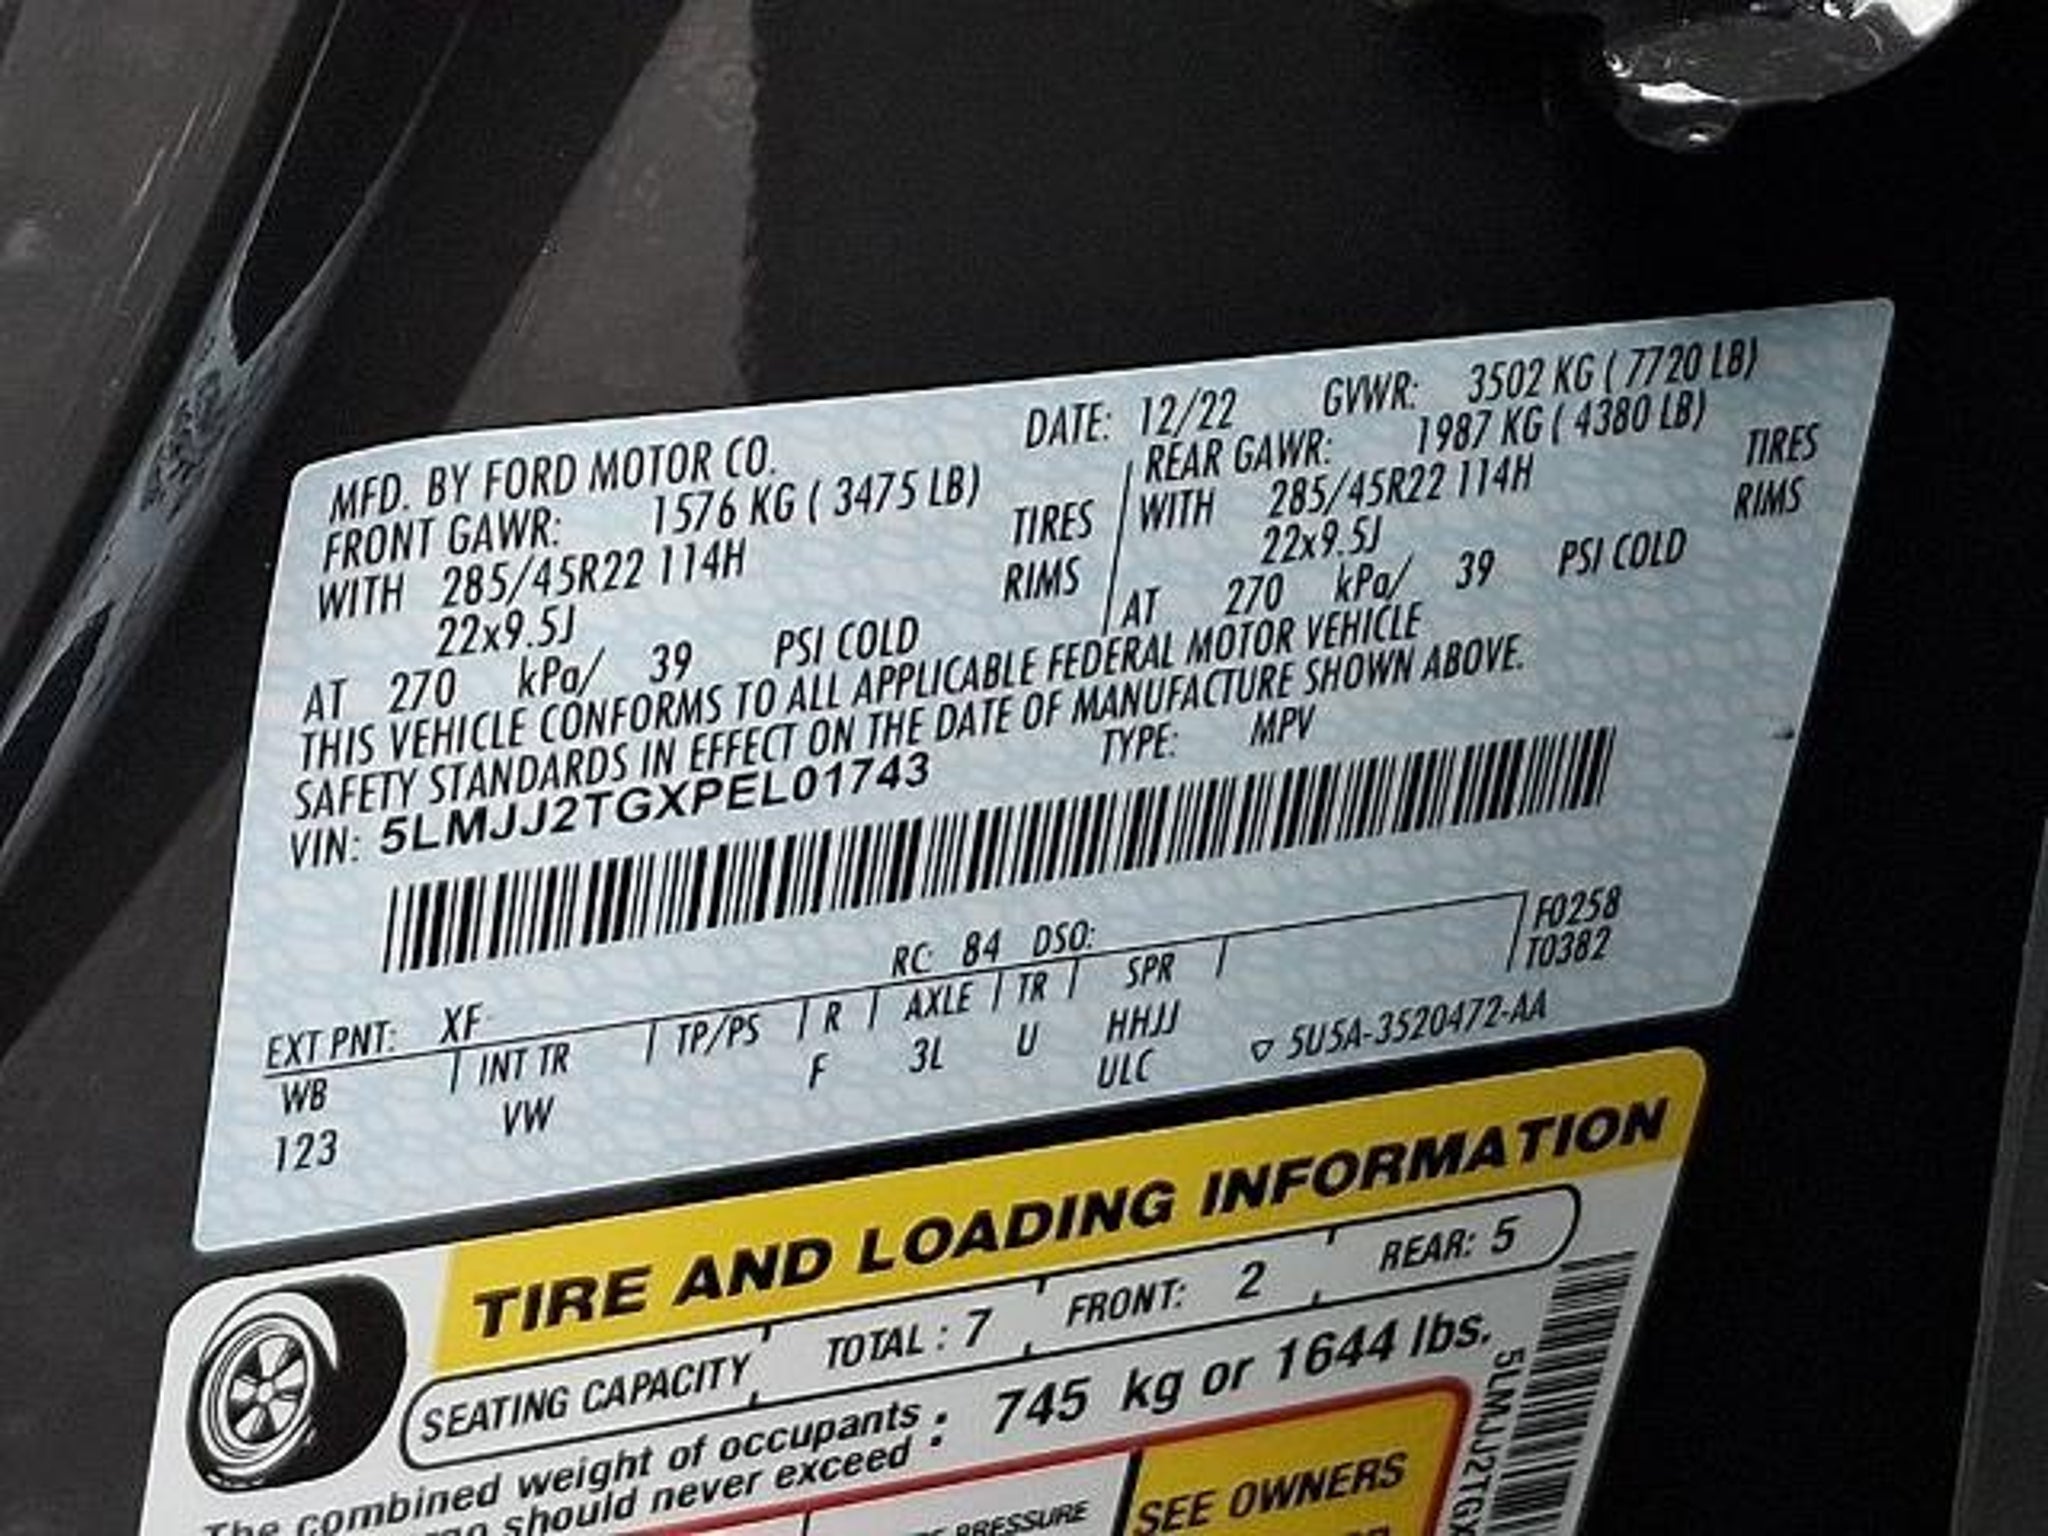 MFD. BY FORD MOTOR CO. DATE: 12/22 GVWR: 3502 KG ( 7720 LB)
FRONT GAWR: 1576 KG ( 3475 LB) REAR GAWR: 1987 KG ( 4380 LB)
WITH 285/45R22 114H TIRES WITH 285/45R22 114H TIRES
22x9.5J RIMS 22x9.5J RIMS
AT 270 kPa/ 39 PSI COLD AT 270 kPa/ 39 PSI COLD
THIS VEHICLE CONFORMS TO ALL APPLICABLE FEDERAL MOTOR VEHICLE
SAFETY STANDARDS IN EFFECT ON THE DATE OF MANUFACTURE SHOWN ABOVE.
VIN: 5LMJJ2TGXPEL01743 TYPE: MPV
F0258
EXT PNT: XF RC: 84 DSO: T0382
WB INT TR TP/PS R AXLE TR SPR
123 VW F 3L U HHJJ
ULC ▽ 5U5A-3520472-AA
TIRE AND LOADING INFORMATION
SEATING CAPACITY TOTAL : 7 FRONT: 2 REAR: 5
The combined weight of occupants
should never exceed : 745 kg or 1644 lbs.
PRESSURE
SEE OWNERS
5LMJJ2TGX